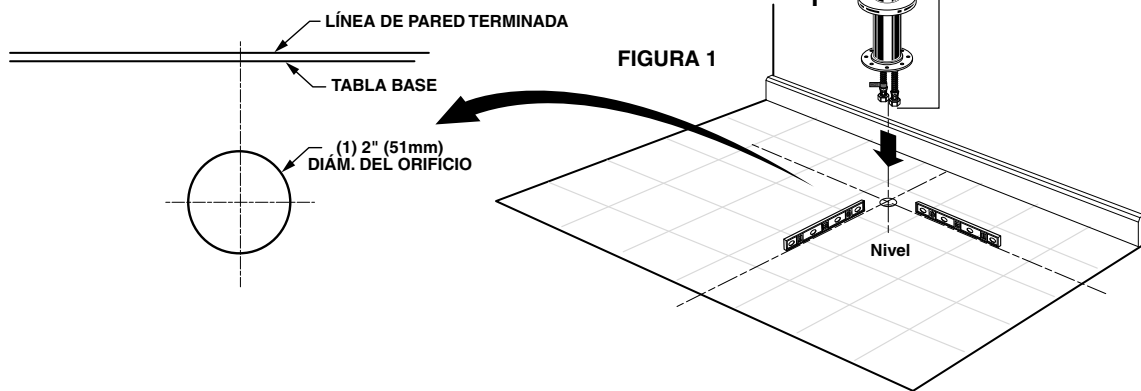 LÍNEA DE PARED TERMINADA
TABLA BASE
(1) 2" (51mm)
DIÁM. DEL ORIFICIO
FIGURA 1
Nivel